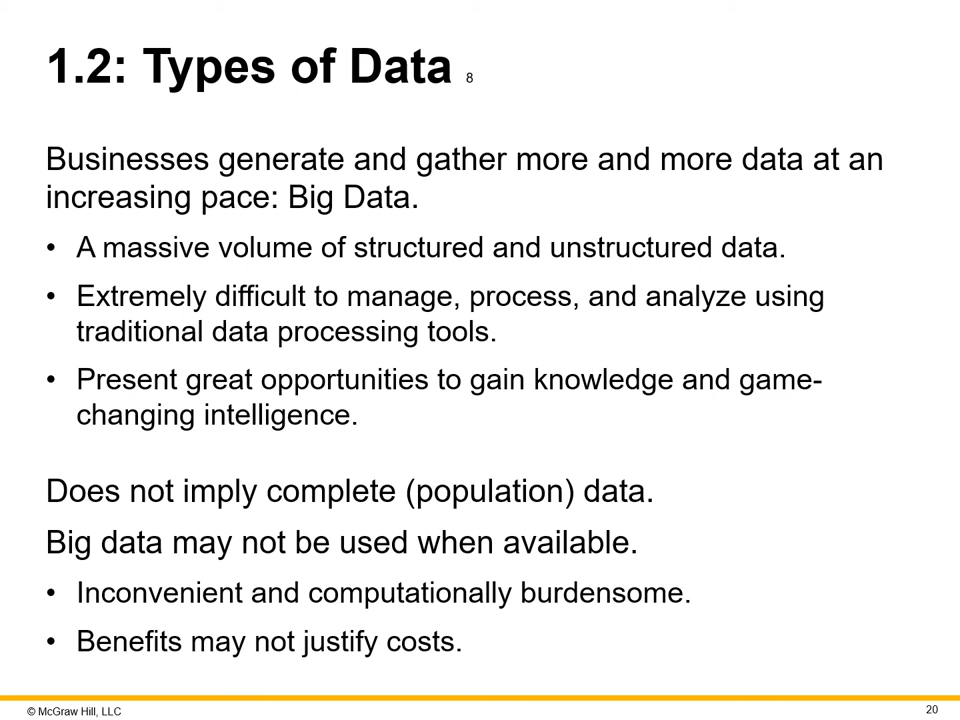 1.2: Types of Data 8
Businesses generate and gather more and more data at an
increasing pace: Big Data.
• A massive volume of structured and unstructured data.
• Extremely difficult to manage, process, and analyze using
traditional data processing tools.
• Present great opportunities to gain knowledge and game-
changing intelligence.
Does not imply complete (population) data.
Big data may not be used when available.
• Inconvenient and computationally burdensome.
• Benefits may not justify costs.
© McGraw Hill, LLC
20